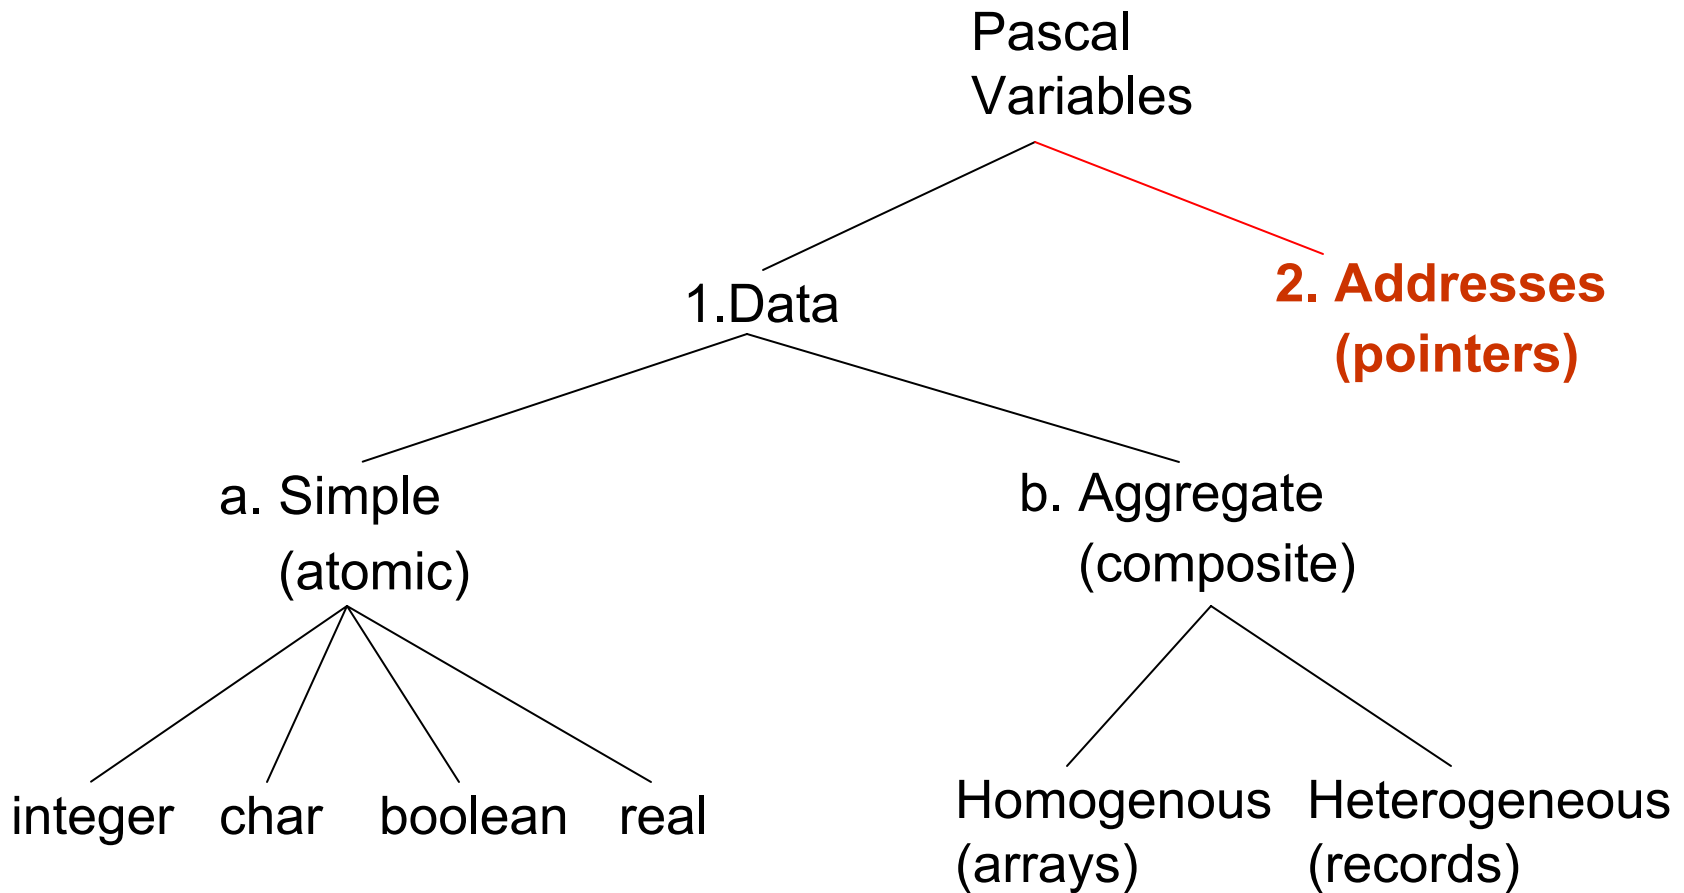 Pascal
Variables
1.Data
2. Addresses
(pointers)
a. Simple
(atomic)
b. Aggregate
(composite)
integer char boolean real
Homogenous
(arrays)
Heterogeneous
(records)